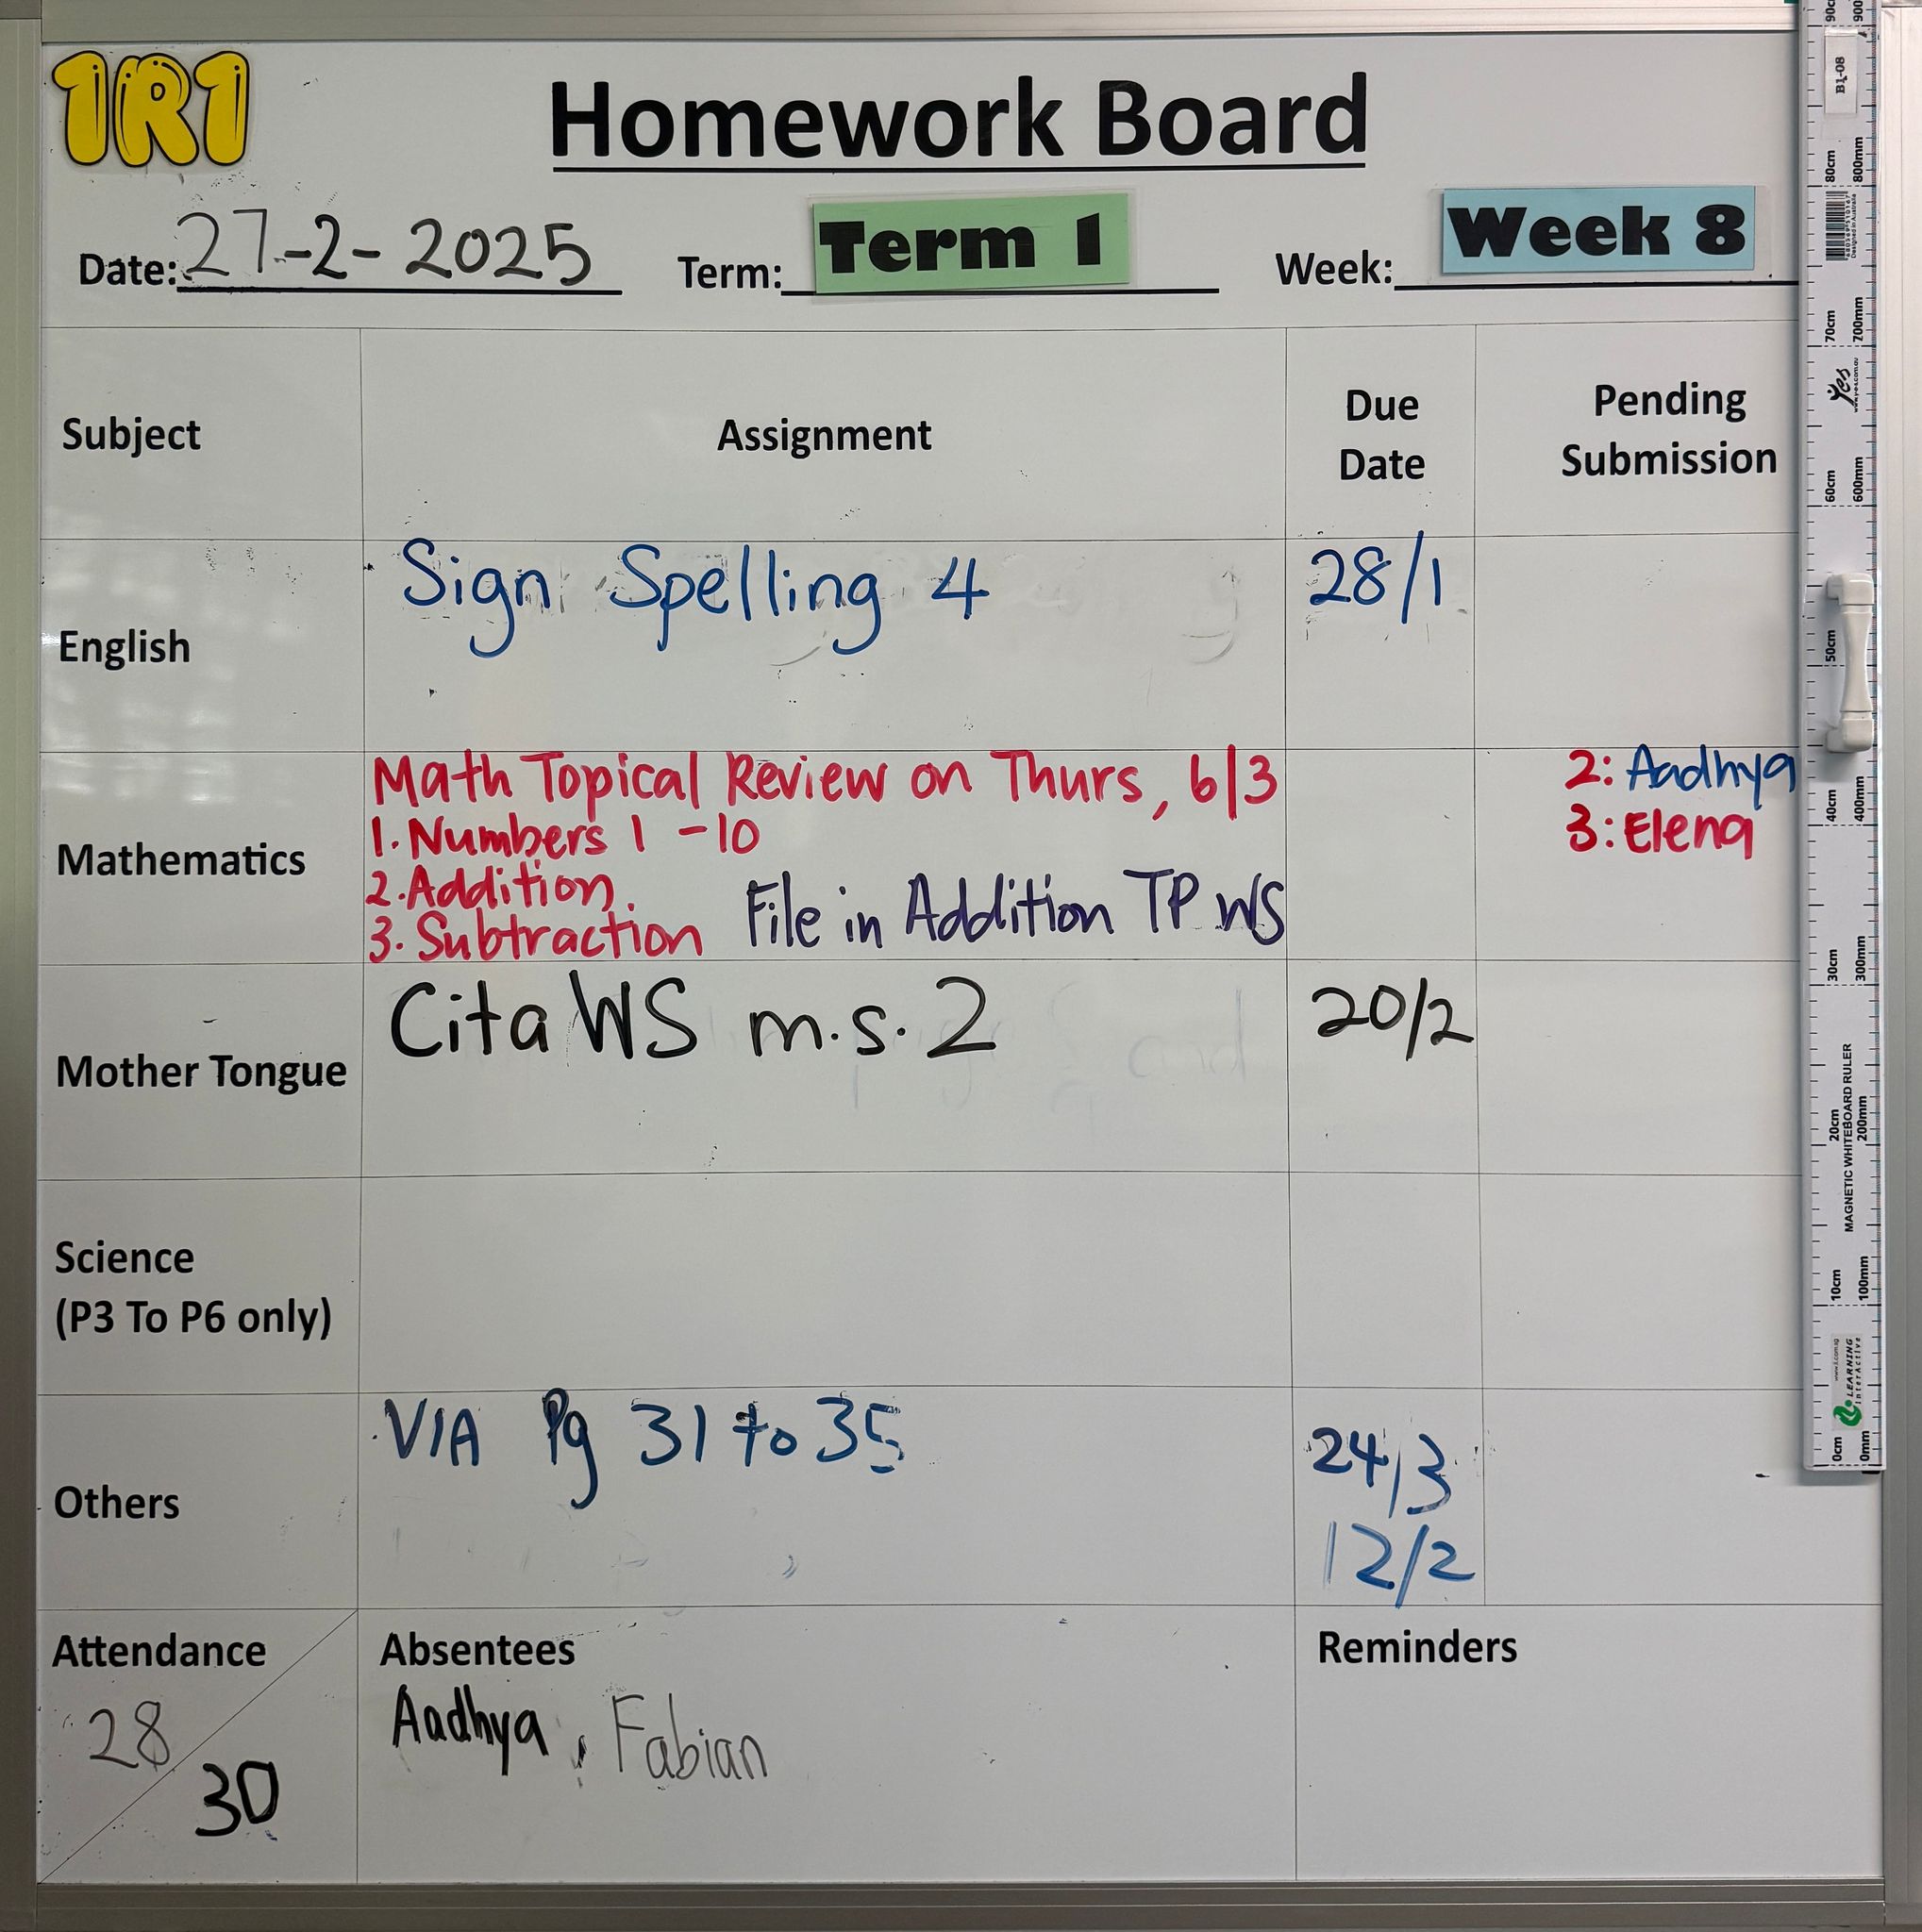 1R1
Homework Board
Date: 27-2-2025 Term: Term 1 Week: Week 8
Subject Assignment Due Date Pending Submission
English Sign Spelling 4 28/1
Mathematics
Math Topical Review on Thurs, 6/3
1. Numbers 1 - 10
2. Addition
3. Subtraction File in Addition TP WS
2: Aadhya
3: Elena
Mother Tongue Cita WS m.s. 2 20/2
Science
(P3 To P6 only)
Others VIA Pg 31 to 35 24/3
12/2
Attendance Absentees Reminders
28
30
Aadhya, Fabian
B1-08
90cm 900
80cm 800mm
70cm 700mm
Yes
60cm 600mm
50cm
40cm 400mm
30cm 300mm
20cm 200mm
MAGNETIC WHITEBOARD RULER
10cm 100mm
LEARNING
InterActive
0cm 0mm